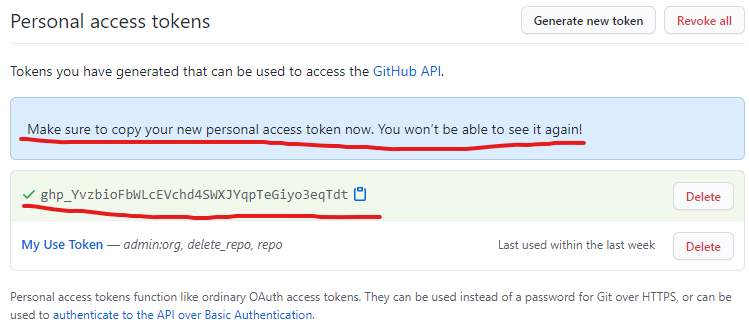 Personal access tokens
Generate new token
Revoke all
Tokens you have generated that can be used to access the GitHub API.
Make sure to copy your new personal access token now. You won't be able to see it again!
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
Delete
My Use Token — admin:org, delete_repo, repo
Last used within the last week
Delete
Personal access tokens function like ordinary OAuth access tokens. They can be used instead of a password for Git over HTTPS, or can be
used to authenticate to the API over Basic Authentication.